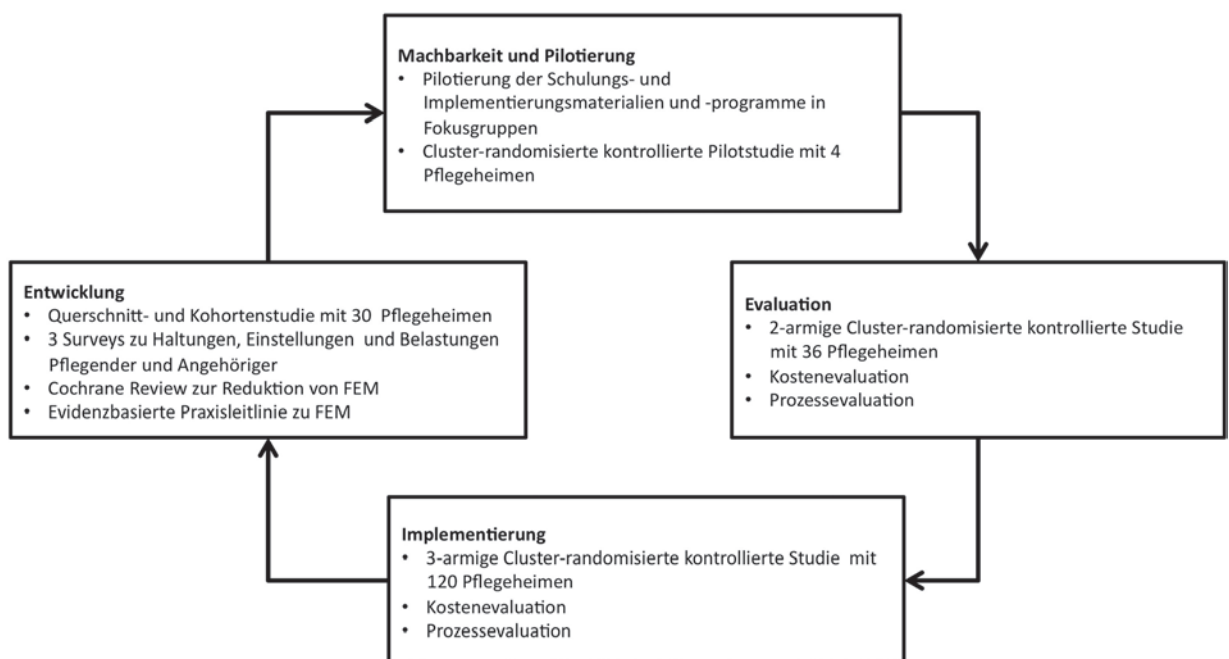 Machbarkeit und Pilotierung
• Pilotierung der Schulungs- und
Implementierungsmaterialien und -programme in
Fokusgruppen
• Cluster-randomisierte kontrollierte Pilotstudie mit 4
Pflegeheimen
Entwicklung
• Querschnitt- und Kohortenstudie mit 30 Pflegeheimen
• 3 Surveys zu Haltungen, Einstellungen und Belastungen
Pflegender und Angehöriger
• Cochrane Review zur Reduktion von FEM
• Evidenzbasierte Praxisleitlinie zu FEM
Evaluation
• 2-armige Cluster-randomisierte kontrollierte Studie
mit 36 Pflegeheimen
• Kostenevaluation
• Prozessevaluation
Implementierung
• 3-armige Cluster-randomisierte kontrollierte Studie mit
120 Pflegeheimen
• Kostenevaluation
• Prozessevaluation